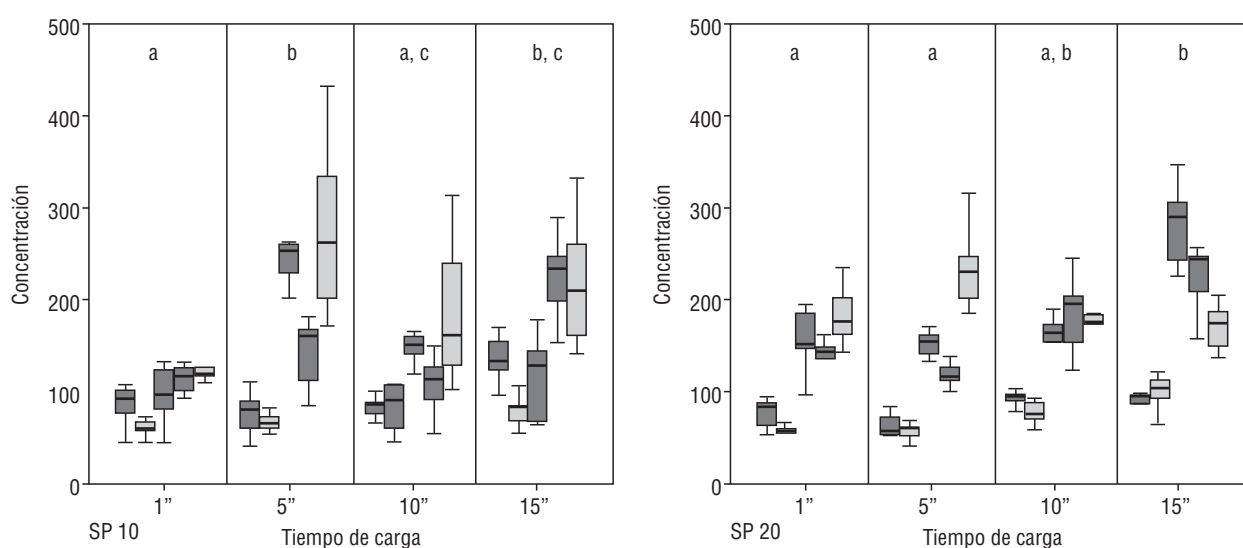 500
400
300
200
100
0
Concentración
a
b
a, c
b, c
1”
5”
10”
15”
SP 10
Tiempo de carga
500
400
300
200
100
0
Concentración
a
a
a, b
b
1”
5”
10”
15”
SP 20
Tiempo de carga